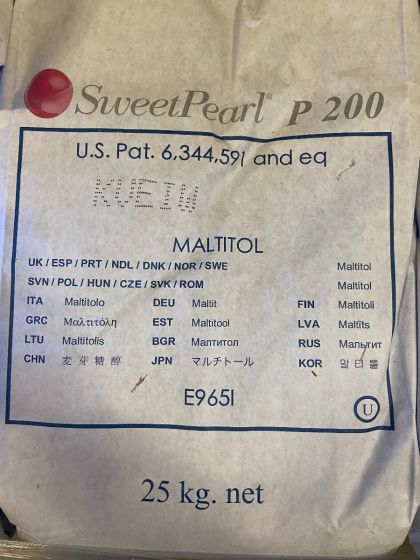 SweetPearl® P 200
U.S. Pat. 6,344,591 and eq
KVEIW
MALTITOL
UK / ESP / PRT / NDL / DNK / NOR / SWE Maltitol
SVN / POL / HUN / CZE / SVK / ROM Maltitol
ITA Maltitolo DEU Maltit FIN Maltitoli
GRC Μαλτιτόλη EST Maltitool LVA Maltīts
LTU Maltitolis BGR Малтитол RUS Мальтит
CHN 麦芽糖醇 JPN マルチトール KOR 말티톨
E965I
U
25 kg. net